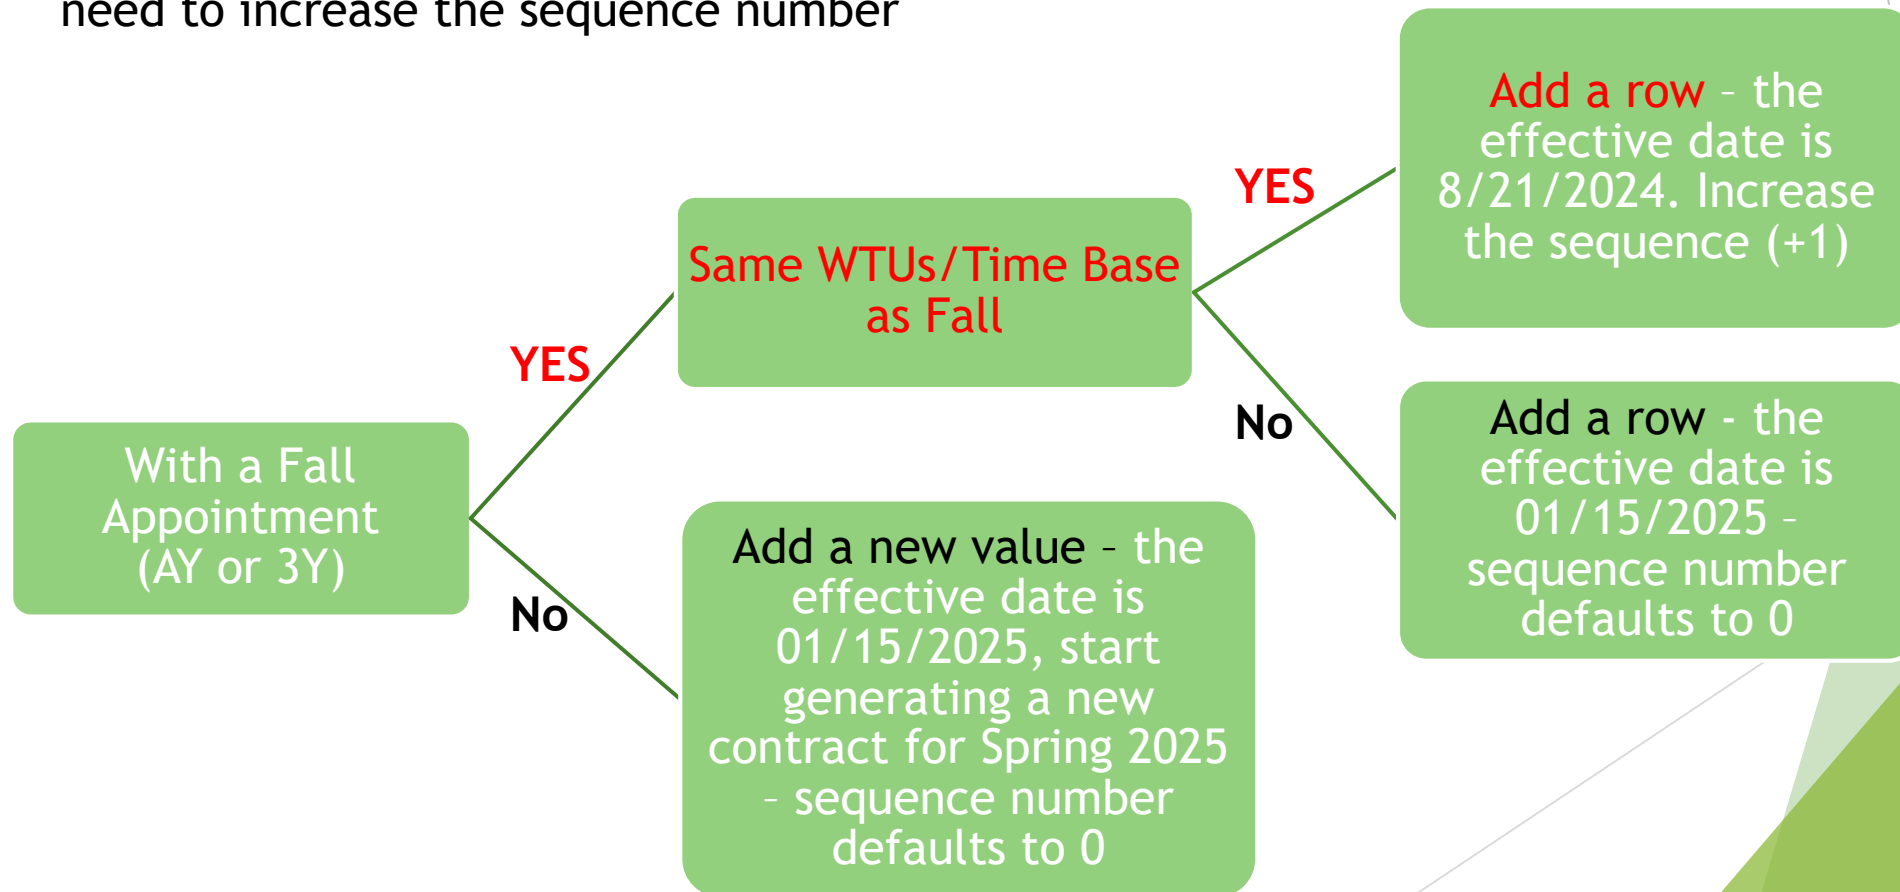 need to increase the sequence number
Add a row – the
effective date is
8/21/2024. Increase
the sequence (+1)
YES
Same WTUs/Time Base
as Fall
YES
No
Add a row - the
effective date is
01/15/2025 –
sequence number
defaults to 0
With a Fall
Appointment
(AY or 3Y)
No
Add a new value – the
effective date is
01/15/2025, start
generating a new
contract for Spring 2025
– sequence number
defaults to 0